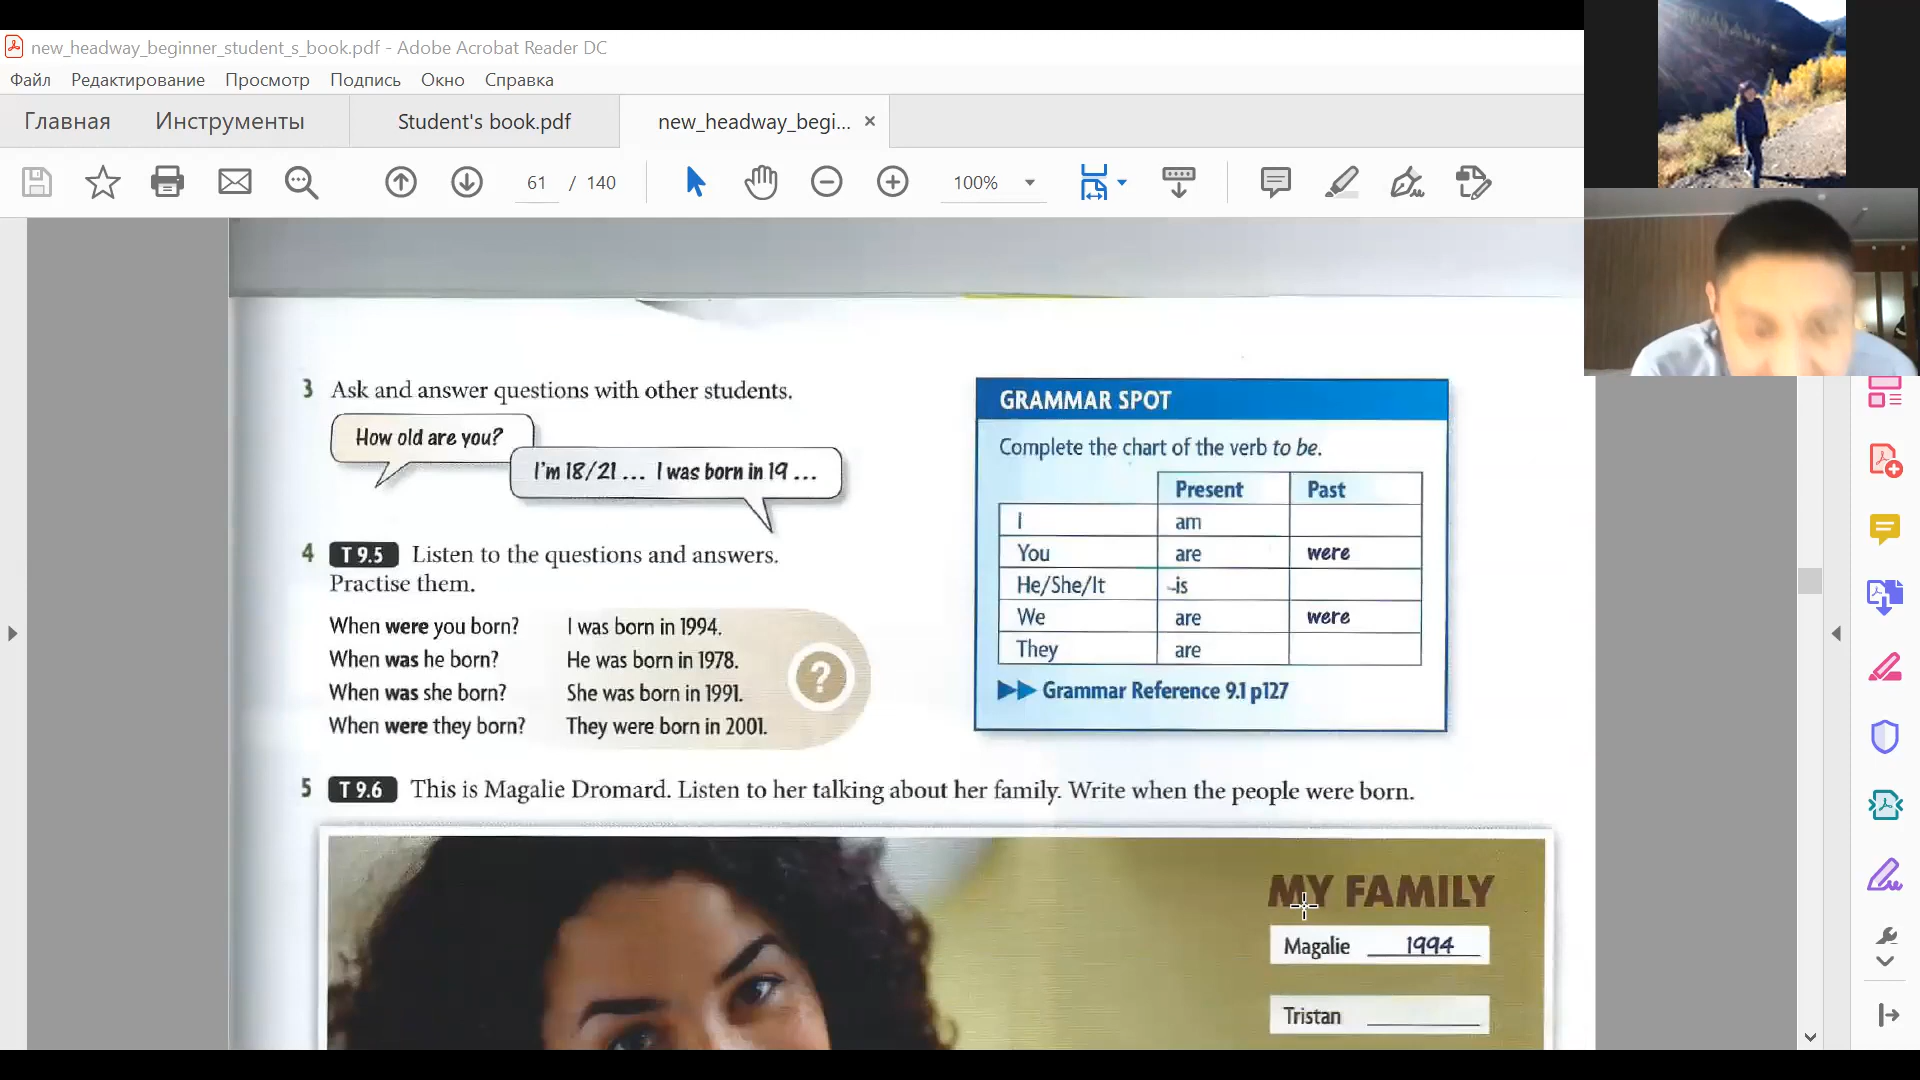 new_headway_beginner_student_s_book.pdf - Adobe Acrobat Reader DC
Файл Редактирование Просмотр Подпись Окно Справка
Главная Инструменты Student's book.pdf new_headway_begi... ×
61 / 140 100%
3 Ask and answer questions with other students.
How old are you?
I'm 18/21 ... I was born in 19 ...
4 T 9.5 Listen to the questions and answers.
Practise them.
When were you born? I was born in 1994.
When was he born? He was born in 1978.
When was she born? She was born in 1991.
When were they born? They were born in 2001.
?
GRAMMAR SPOT
Complete the chart of the verb to be.
Present Past
I am
You are were
He/She/It is
We are were
They are
Grammar Reference 9.1 p127
5 T 9.6 This is Magalie Dromard. Listen to her talking about her family. Write when the people were born.
MY FAMILY
Magalie 1994
Tristan